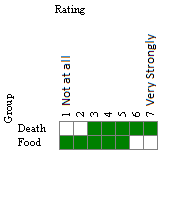 Rating
Not at all
Very Strongly
Group
1 2 3 4 5 6 7
Death
Food